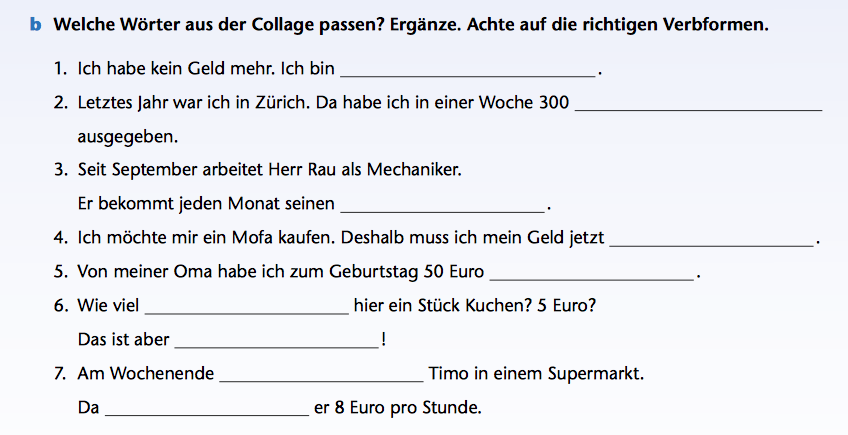 b Welche Wörter aus der Collage passen? Ergänze. Achte auf die richtigen Verbformen.
1. Ich habe kein Geld mehr. Ich bin ____________________.
2. Letztes Jahr war ich in Zürich. Da habe ich in einer Woche 300 ____________________
ausgegeben.
3. Seit September arbeitet Herr Rau als Mechaniker.
Er bekommt jeden Monat seinen ____________________.
4. Ich möchte mir ein Mofa kaufen. Deshalb muss ich mein Geld jetzt ____________________.
5. Von meiner Oma habe ich zum Geburtstag 50 Euro ____________________.
6. Wie viel ____________________ hier ein Stück Kuchen? 5 Euro?
Das ist aber ____________________!
7. Am Wochenende ____________________ Timo in einem Supermarkt.
Da ____________________ er 8 Euro pro Stunde.